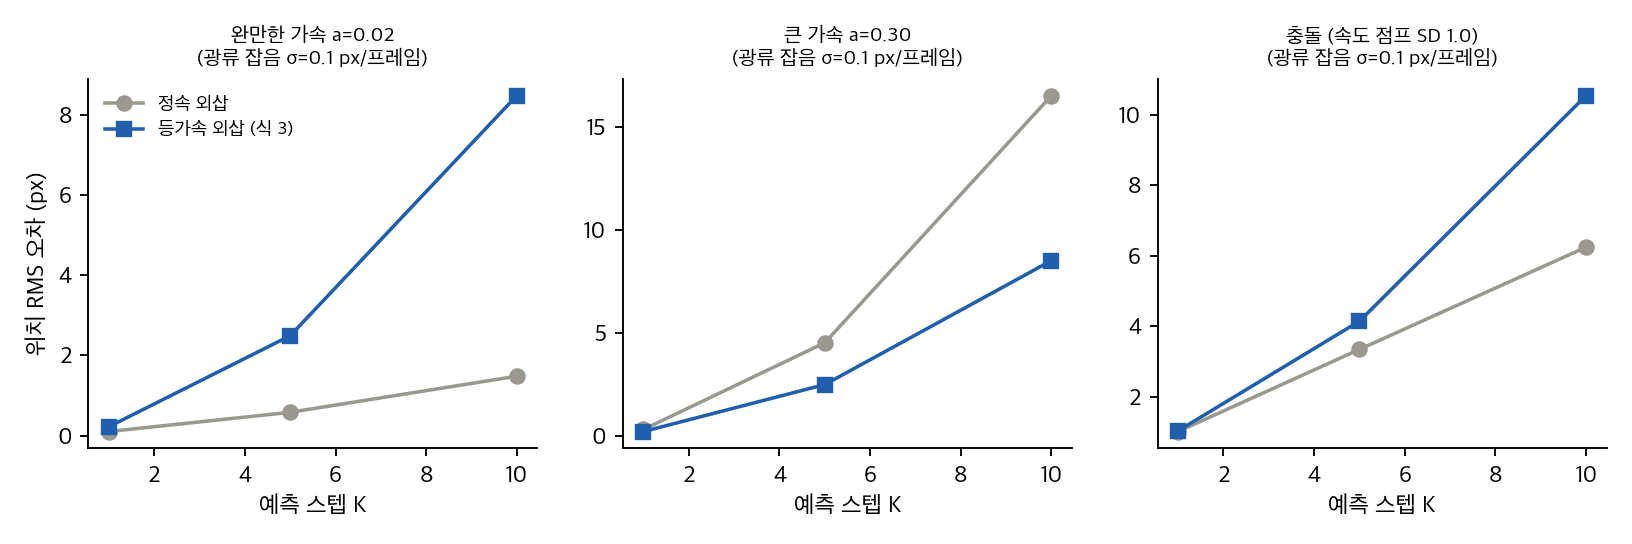 완만한 가속 a=0.02
(광류 잡음 σ=0.1 px/프레임)
정속 외삽
등가속 외삽 (식 3)
위치 RMS 오차 (px)
8
6
4
2
0
2
4
6
8
10
예측 스텝 K
큰 가속 a=0.30
(광류 잡음 σ=0.1 px/프레임)
15
10
5
0
2
4
6
8
10
예측 스텝 K
충돌 (속도 점프 SD 1.0)
(광류 잡음 σ=0.1 px/프레임)
10
8
6
4
2
2
4
6
8
10
예측 스텝 K